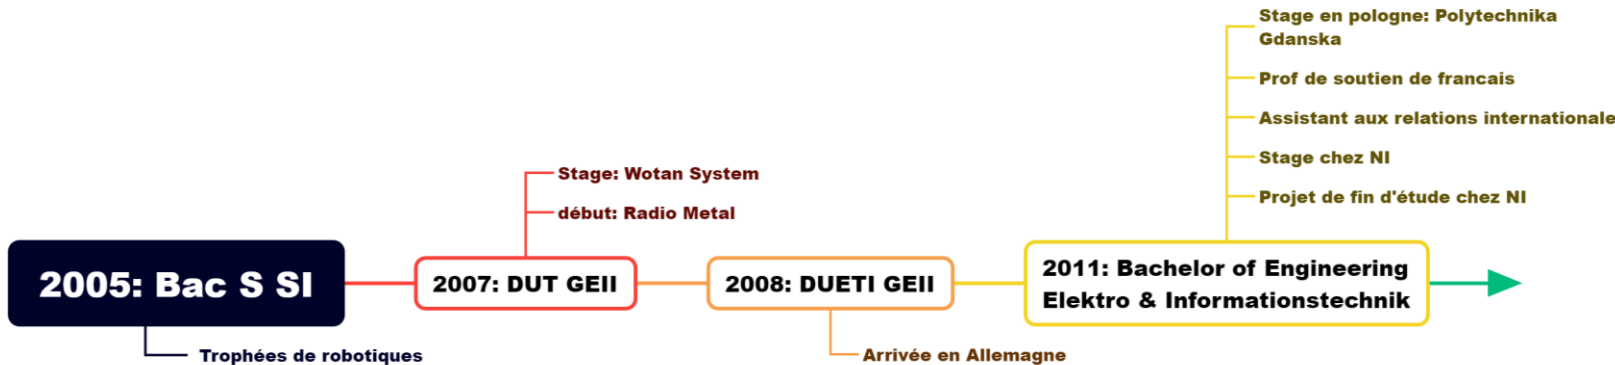 Stage en pologne: Polytechnika
Gdanska
Prof de soutien de francais
Assistant aux relations internationale
Stage chez NI
Projet de fin d'étude chez NI
Stage: Wotan System
début: Radio Metal
2005: Bac S SI
2007: DUT GEII
2008: DUETI GEII
2011: Bachelor of Engineering
Elektro & Informationstechnik
Trophées de robotiques
Arrivée en Allemagne